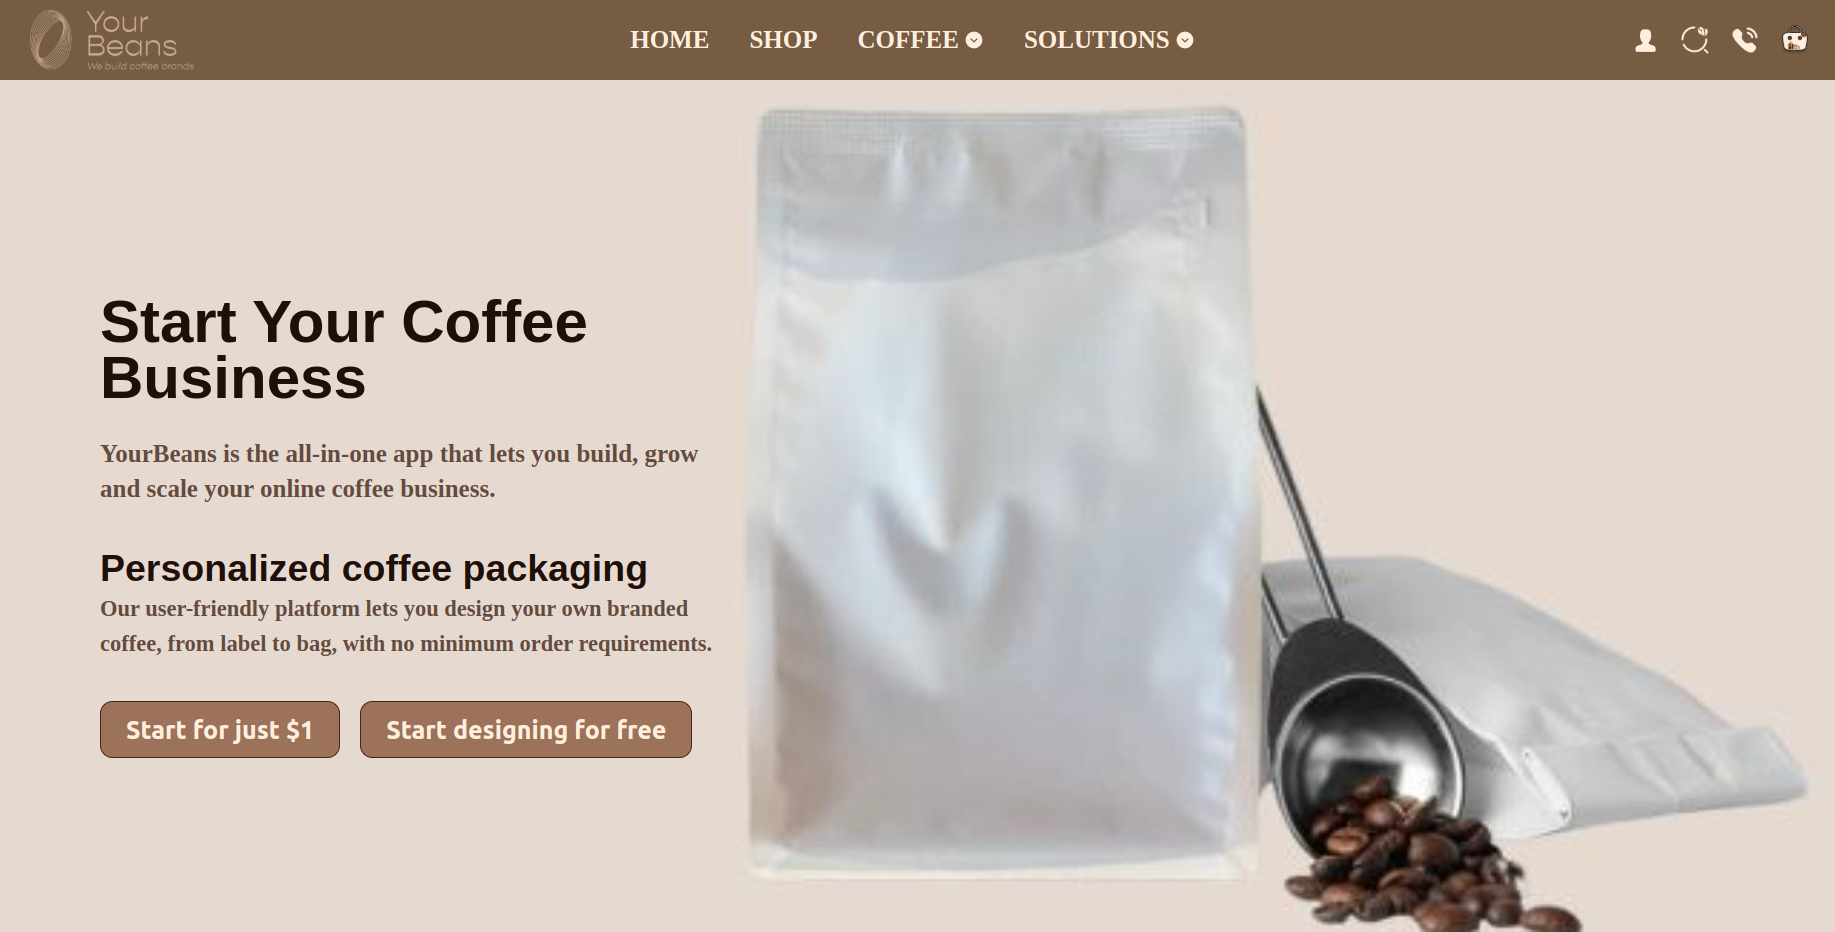 Your
Beans
We build coffee brands
HOME
SHOP
COFFEE
SOLUTIONS
Start Your Coffee
Business
YourBeans is the all-in-one app that lets you build, grow
and scale your online coffee business.
Personalized coffee packaging
Our user-friendly platform lets you design your own branded
coffee, from label to bag, with no minimum order requirements.
Start for just $1
Start designing for free